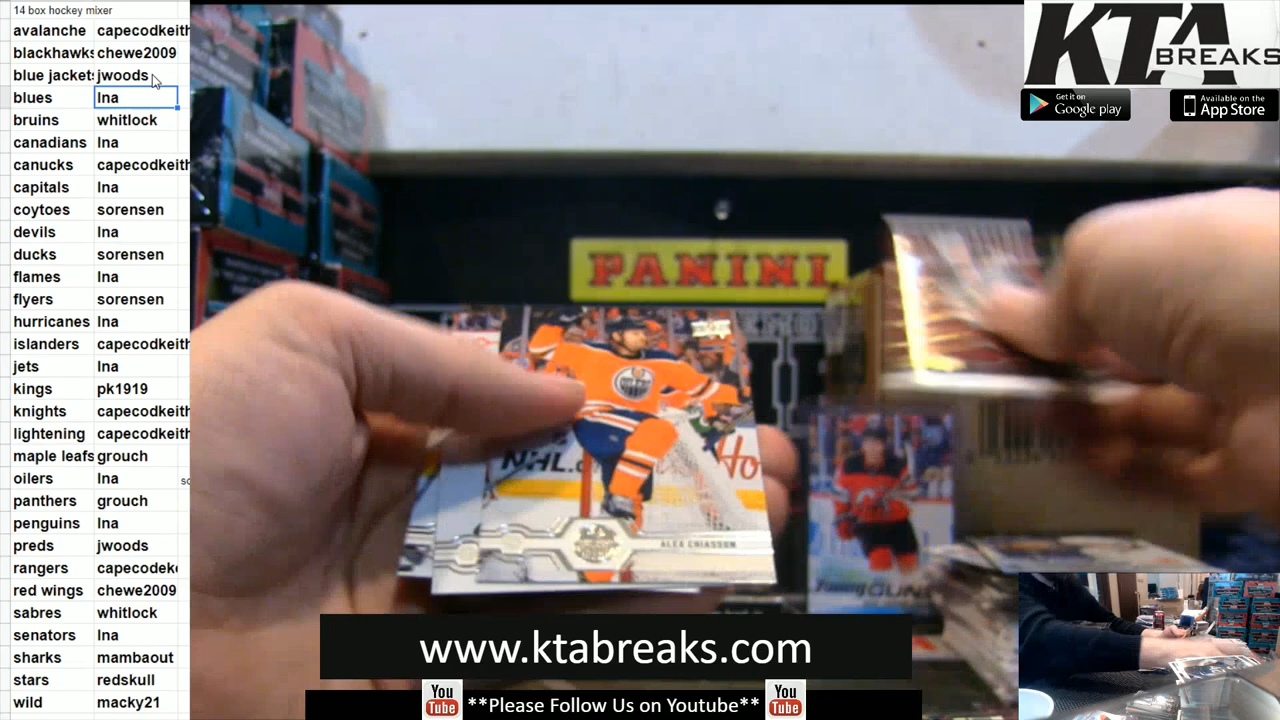 14 box hockey mixer
avalanche capecodkeith
blackhawks chewe2009
blue jackets jwoods
blues lna
bruins whitlock
canadians lna
canucks capecodkeith
capitals lna
coytoes sorensen
devils lna
ducks sorensen
flames lna
flyers sorensen
hurricanes lna
islanders capecodkeith
jets lna
kings pk1919
knights capecodkeith
lightening capecodkeith
maple leafs grouch
oilers lna
panthers grouch
penguins lna
preds jwoods
rangers capecodeke
red wings chewe2009
sabres whitlock
senators lna
sharks mambaout
stars redskull
wild macky21
KTA
BREAKS
Get it on
Google play
Available on the
App Store
PANINI
NHL.
Ho
ALEX CHIASSON
Young GUNS
www.ktabreaks.com
You Tube **Please Follow Us on Youtube** You Tube